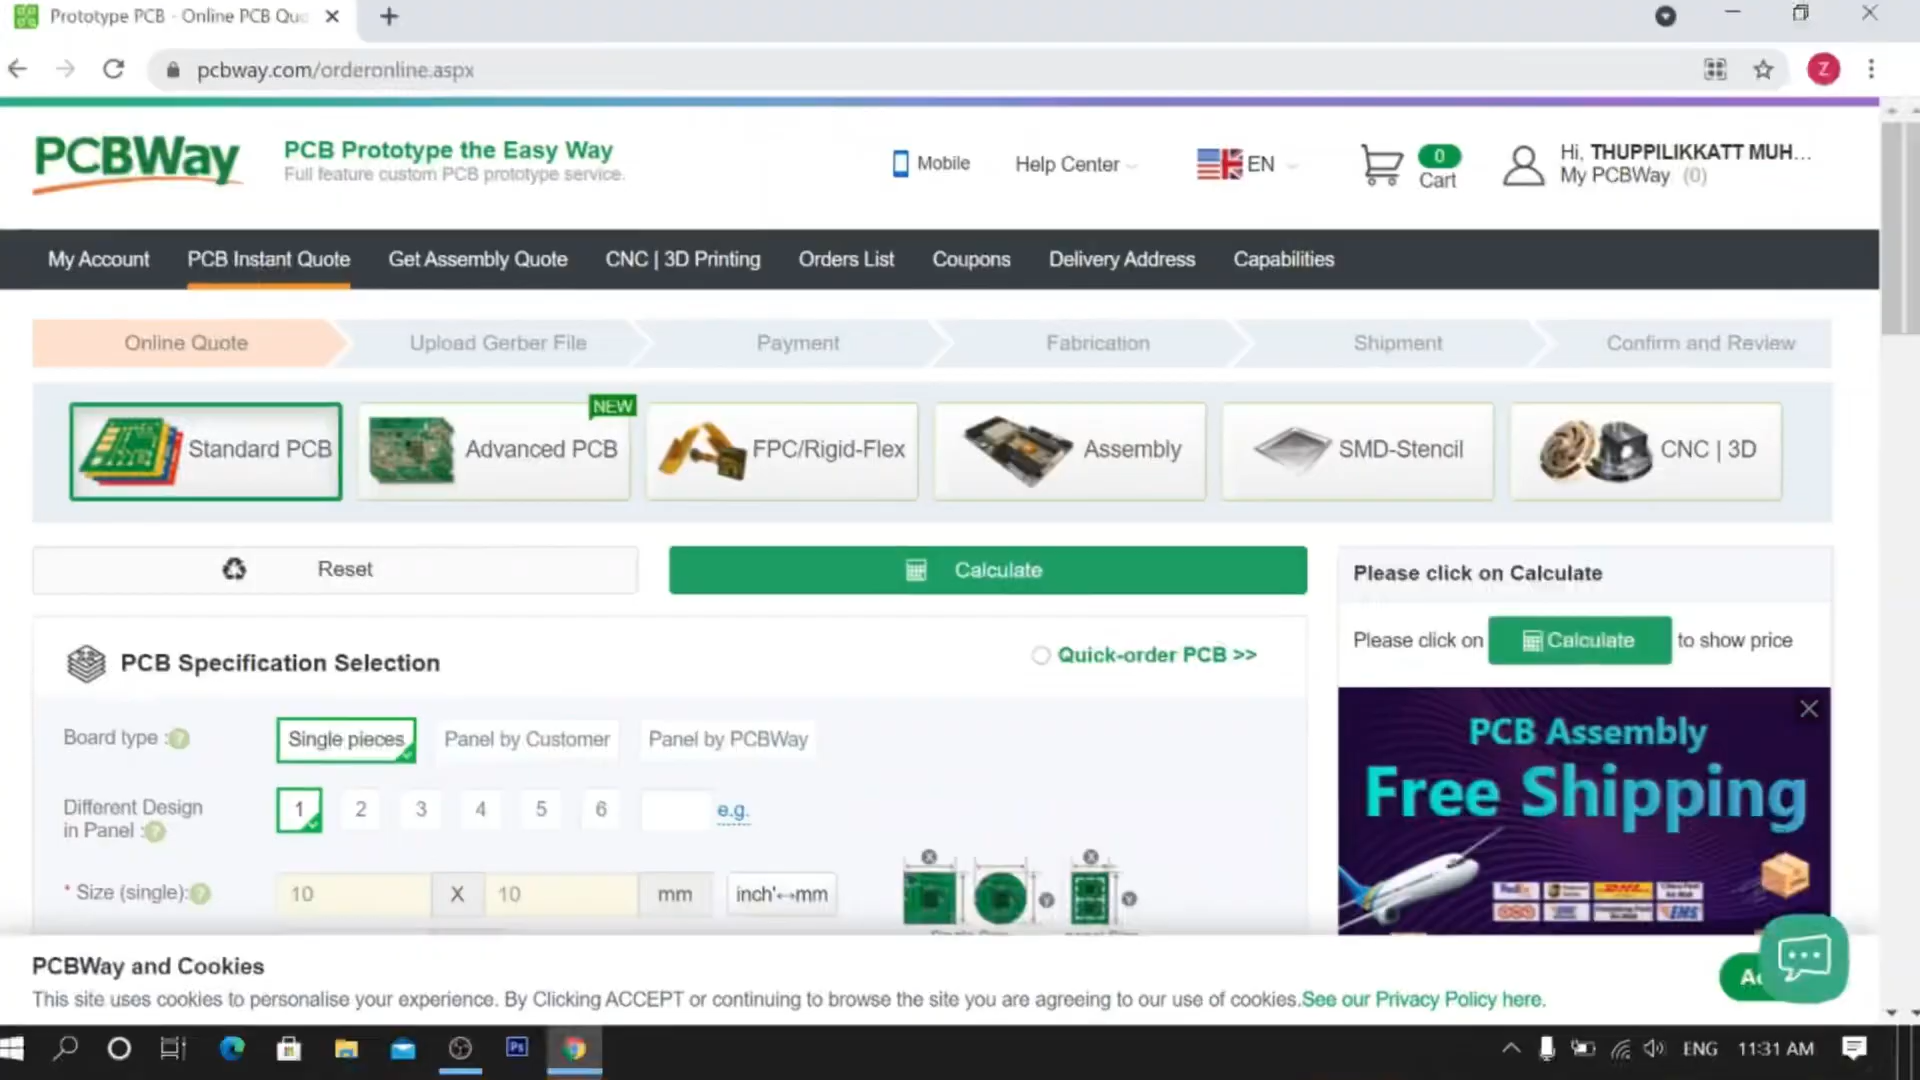 Prototype PCB - Online PCB Quo
pcbway.com/orderonline.aspx
Z
PCBWay
PCB Prototype the Easy Way
Full feature custom PCB prototype service.
Mobile
Help Center
EN
0
Cart
Hi, THUPPILIKKATT MUH...
My PCBWay (0)
My Account
PCB Instant Quote
Get Assembly Quote
CNC | 3D Printing
Orders List
Coupons
Delivery Address
Capabilities
Online Quote
Upload Gerber File
Payment
Fabrication
Shipment
Confirm and Review
Standard PCB
NEW
Advanced PCB
FPC/Rigid-Flex
Assembly
SMD-Stencil
CNC | 3D
Reset
Calculate
Please click on Calculate
Please click on Calculate to show price
PCB Specification Selection
Quick-order PCB >>
Board type :?
Single pieces
Panel by Customer
Panel by PCBWay
Different Design
in Panel :?
1
2
3
4
5
6
e.g.
* Size (single):?
10 X 10 mm
inch'↔mm
X
X
Y
Y
PCB Assembly
Free Shipping
FedEx
DHL
EMS
PCBWay and Cookies
This site uses cookies to personalise your experience. By Clicking ACCEPT or continuing to browse the site you are agreeing to our use of cookies.See our Privacy Policy here.
Ps
ENG
11:31 AM